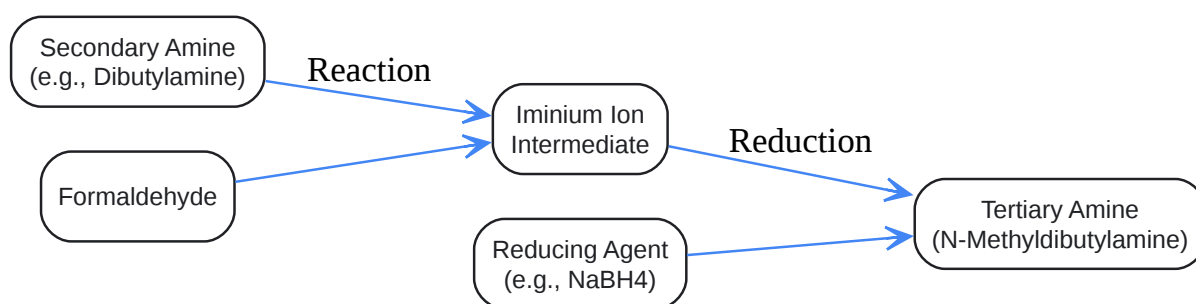 Secondary Amine
(e.g., Dibutylamine)
Reaction
Formaldehyde
Iminium Ion
Intermediate
Reduction
Reducing Agent
(e.g., NaBH4)
Tertiary Amine
(N-Methyldibutylamine)